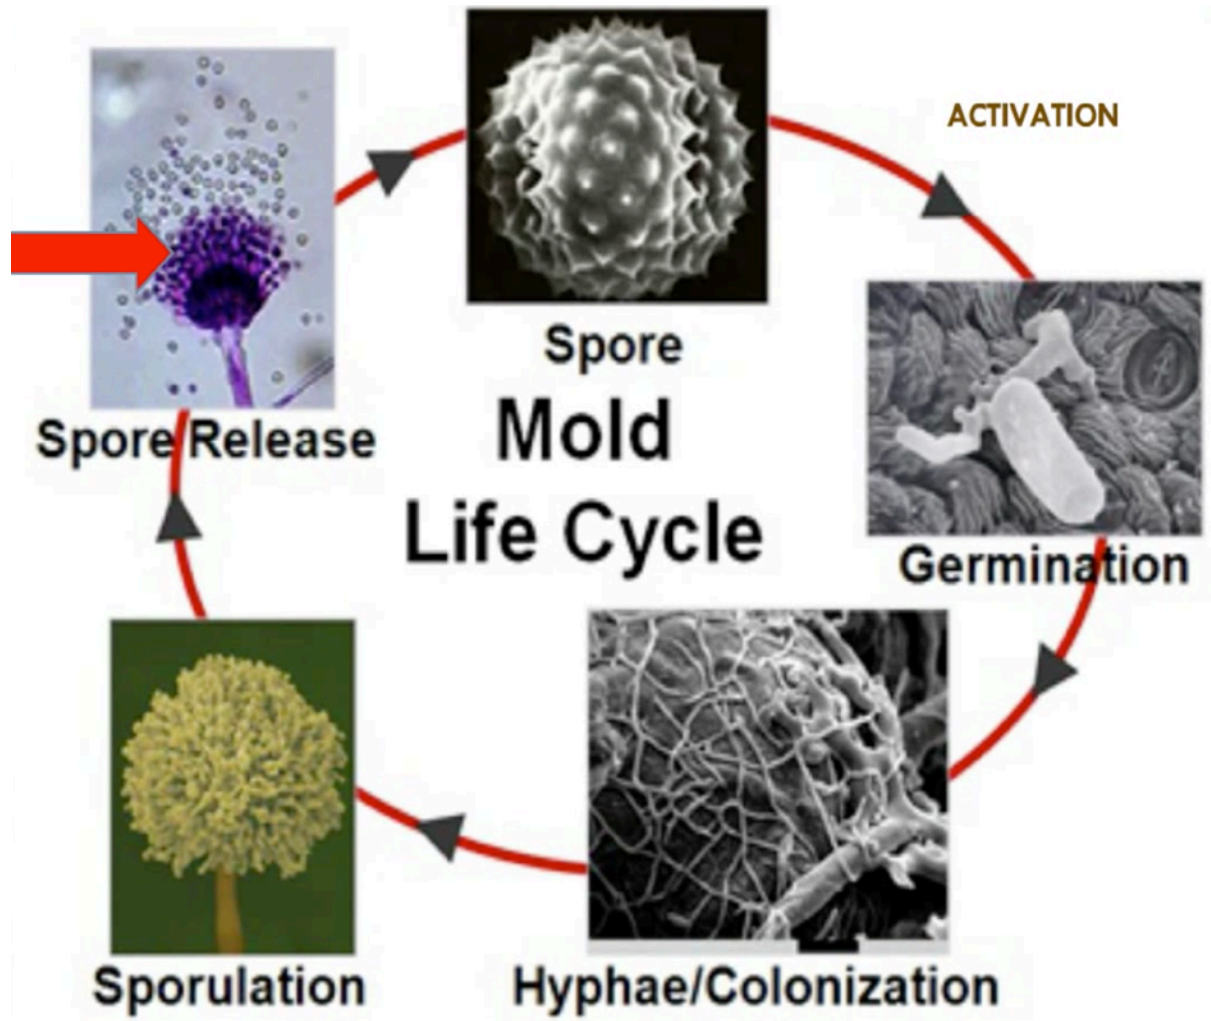 ACTIVATION
Spore
Spore Release
Mold
Life Cycle
Germination
Sporulation
Hyphae/Colonization